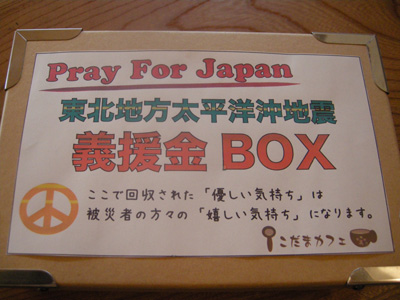 Pray For Japan
東北地方太平洋沖地震
義援金 BOX
ここで回収された「優しい気持ち」は
被災者の方々の「嬉しい気持ち」になります。
こだまカフェ